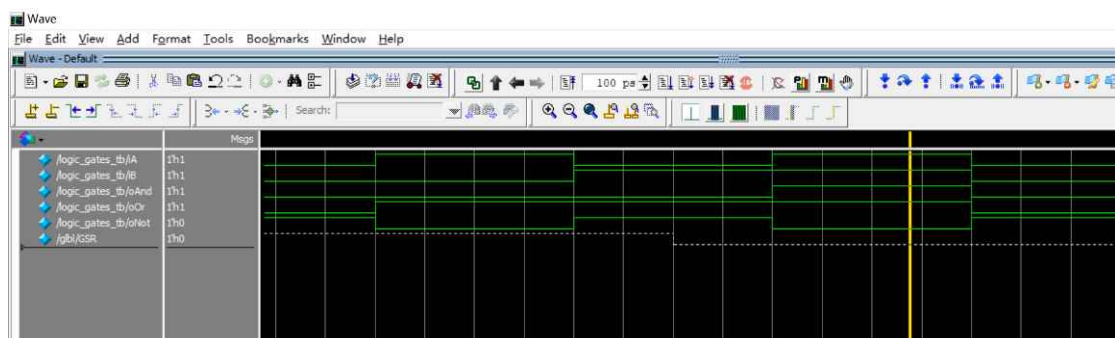 Wave
File Edit View Add Format Tools Bookmarks Window Help
Wave - Default
100 ps
Search:
Msgs
/logic_gates_tb/iA 1'h1
/logic_gates_tb/iB 1'h1
/logic_gates_tb/oAnd 1'h1
/logic_gates_tb/oOr 1'h1
/logic_gates_tb/oNot 1'h0
/glbl/GSR 1'h0